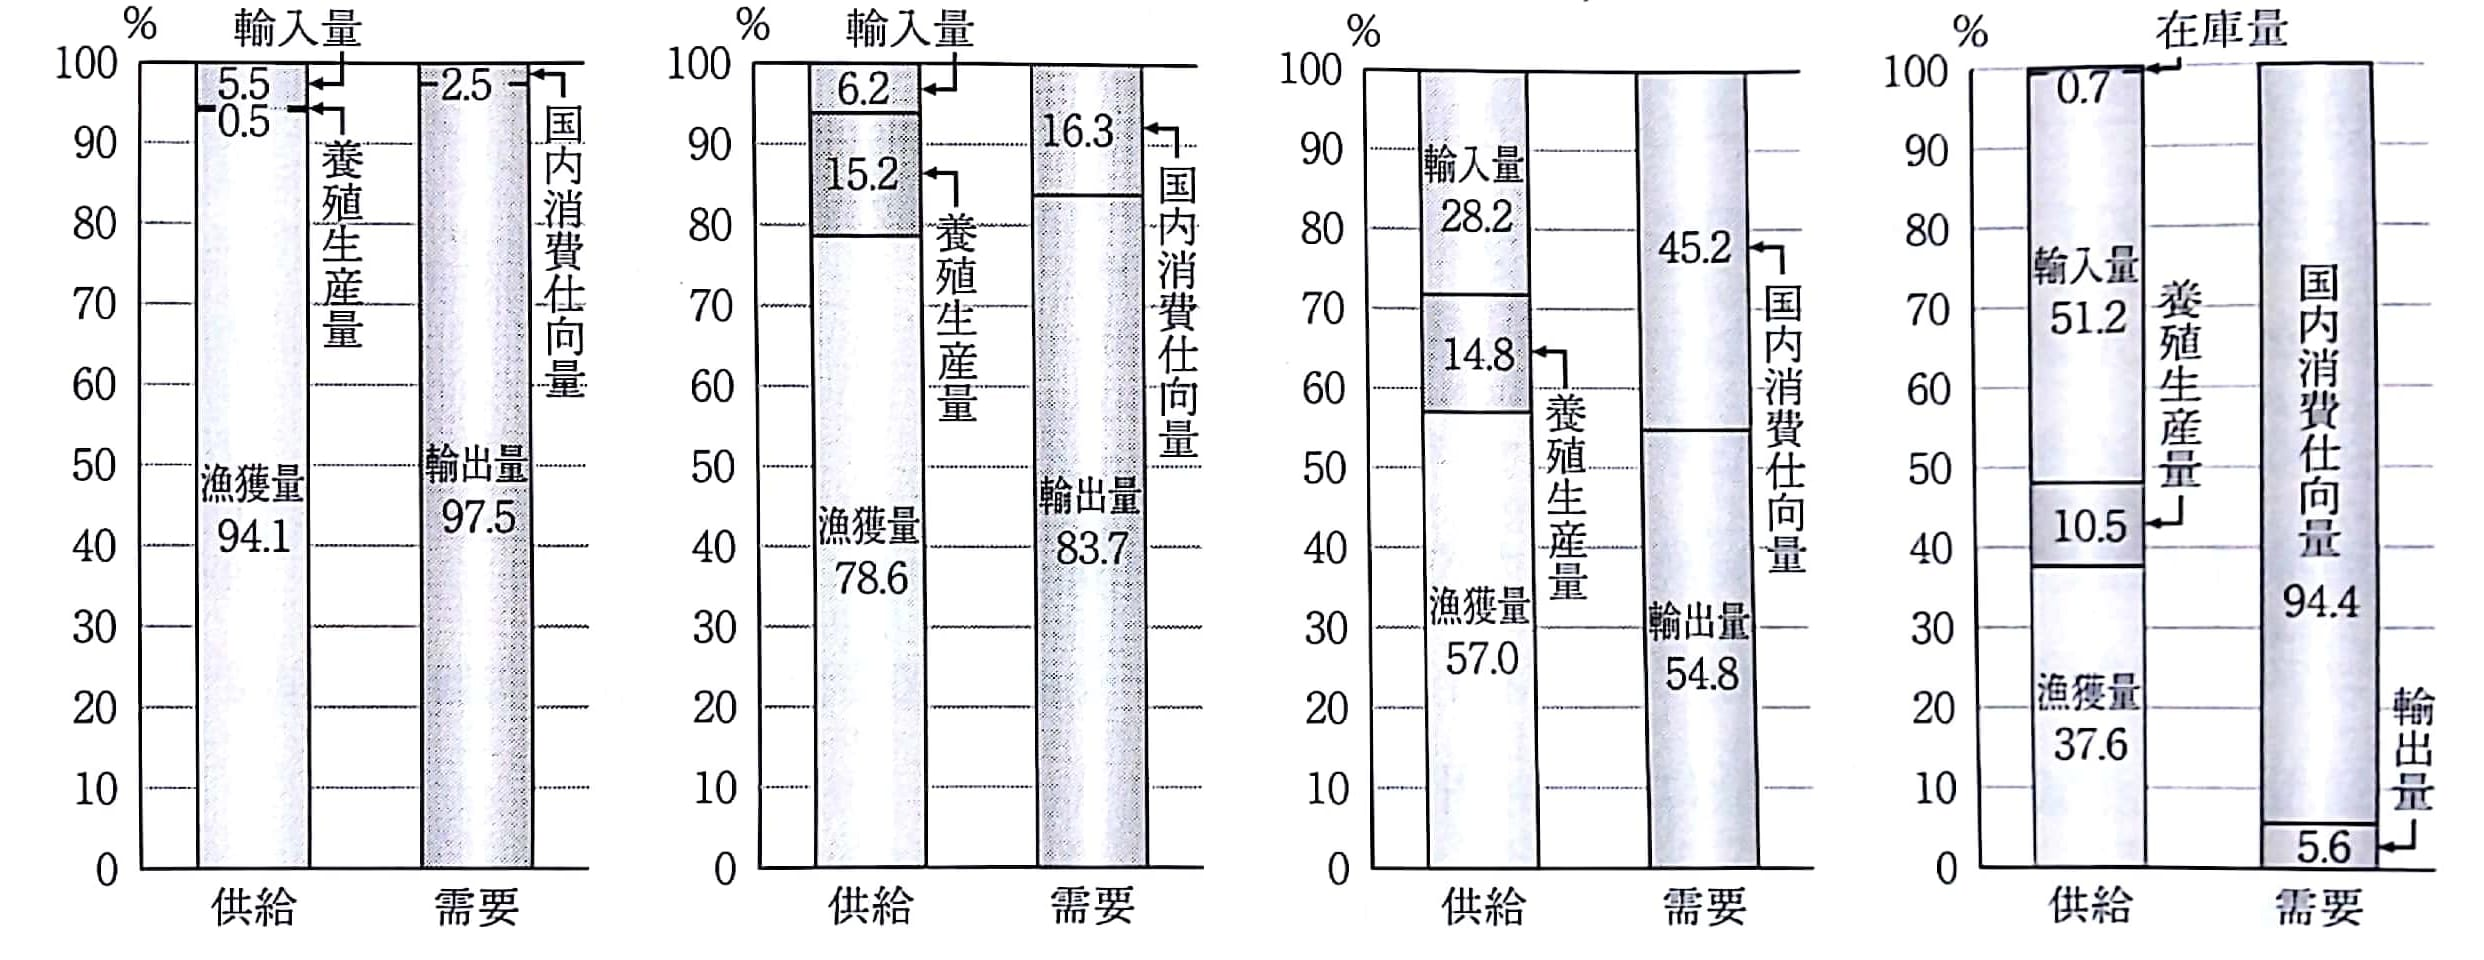 %
輸入量
100
90
80
70
60
50
40
30
20
10
0
5.5
0.5
養殖生産量
漁獲量
94.1
2.5
国内消費仕向量
輸出量
97.5
供給
需要
%
輸入量
100
90
80
70
60
50
40
30
20
10
0
6.2
15.2
養殖生産量
漁獲量
78.6
16.3
国内消費仕向量
輸出量
83.7
供給
需要
%
100
90
80
70
60
50
40
30
20
10
0
輸入量
28.2
14.8
養殖生産量
漁獲量
57.0
45.2
国内消費仕向量
輸出量
54.8
供給
需要
%
在庫量
100
90
80
70
60
50
40
30
20
10
0
0.7
輸入量
51.2
養殖生産量
10.5
漁獲量
37.6
国内消費仕向量
94.4
輸出量
5.6
供給
需要